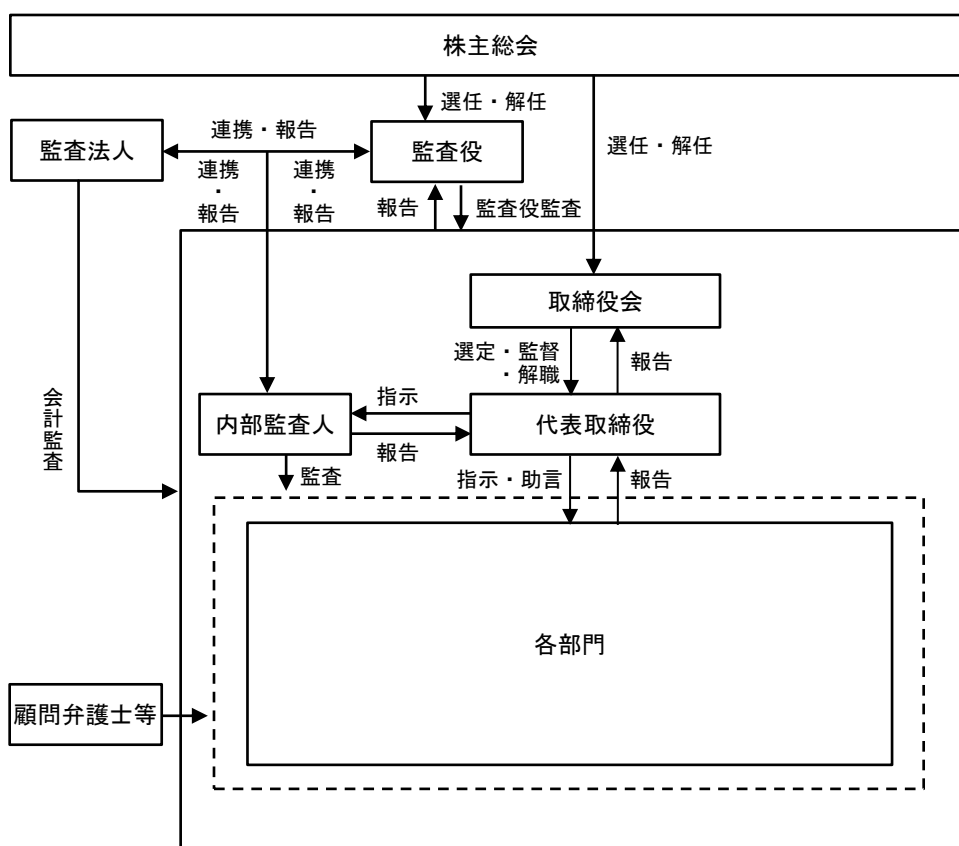 株主総会
選任・解任
選任・解任
監査法人
連携・報告
監査役
連携
・
報告
連携
・
報告
報告
監査役監査
取締役会
選定・監督
・解職
報告
会計監査
内部監査人
指示
報告
代表取締役
監査
指示・助言
報告
各部門
顧問弁護士等